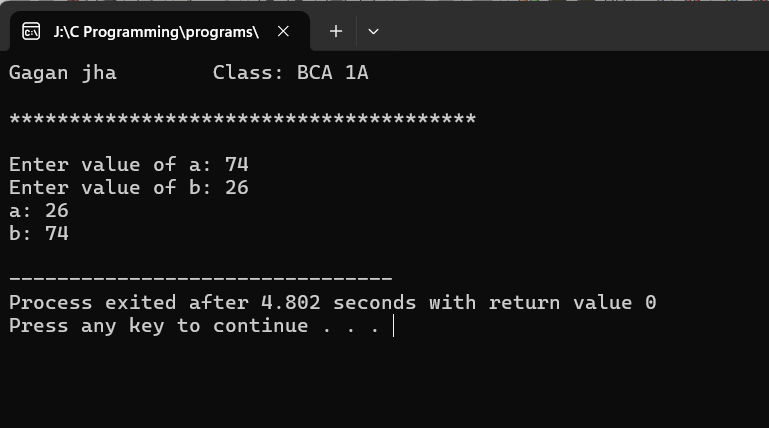 J:\C Programming\programs\
Gagan jha        Class: BCA 1A
***************************************
Enter value of a: 74
Enter value of b: 26
a: 26
b: 74
--------------------------------
Process exited after 4.802 seconds with return value 0
Press any key to continue . . .